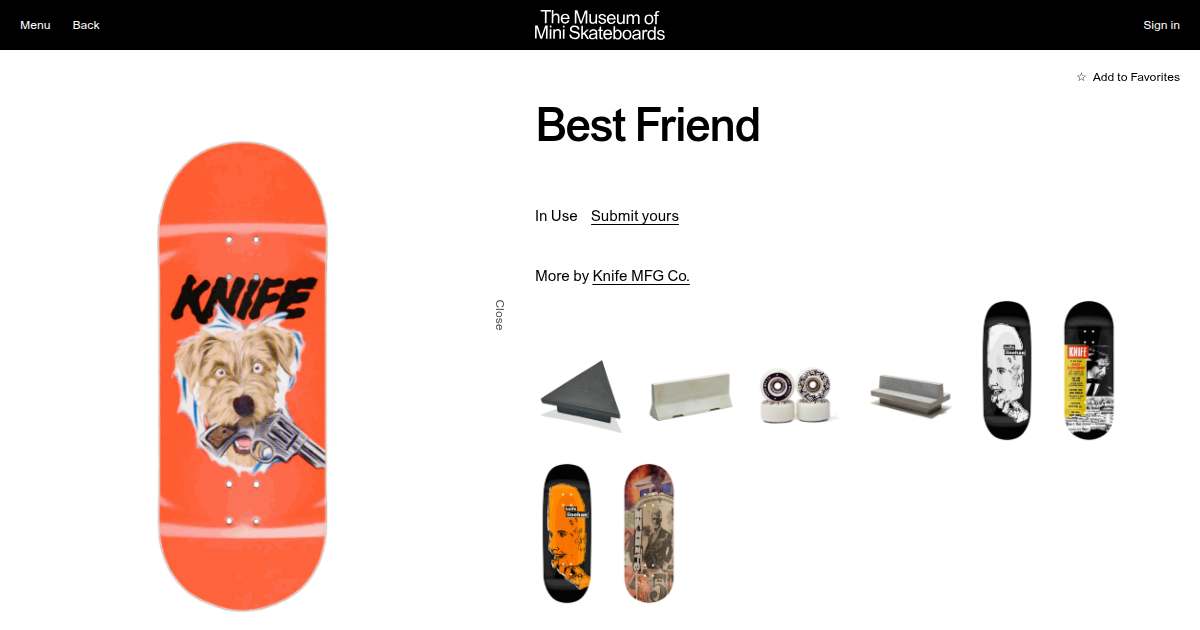 Menu
Back
The Museum of
Mini Skateboards
Sign in
☆ Add to Favorites
Best Friend
KNIFE
In Use
Submit yours
More by Knife MFG Co.
Close
KNIFE